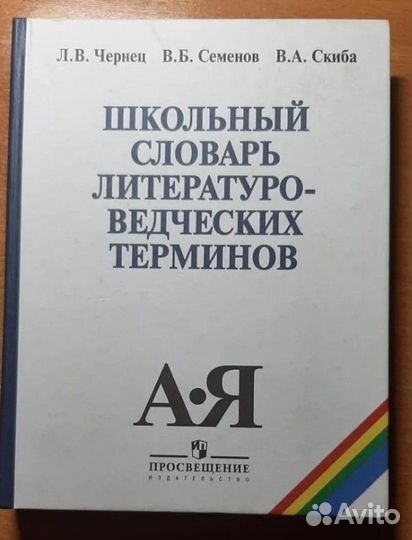 Л.В. Чернец В.Б. Семенов В.А. Скиба
ШКОЛЬНЫЙ
СЛОВАРЬ
ЛИТЕРАТУРО-
ВЕДЧЕСКИХ
ТЕРМИНОВ
А•Я
ПРОСВЕЩЕНИЕ
ИЗДАТЕЛЬСТВО
Avito